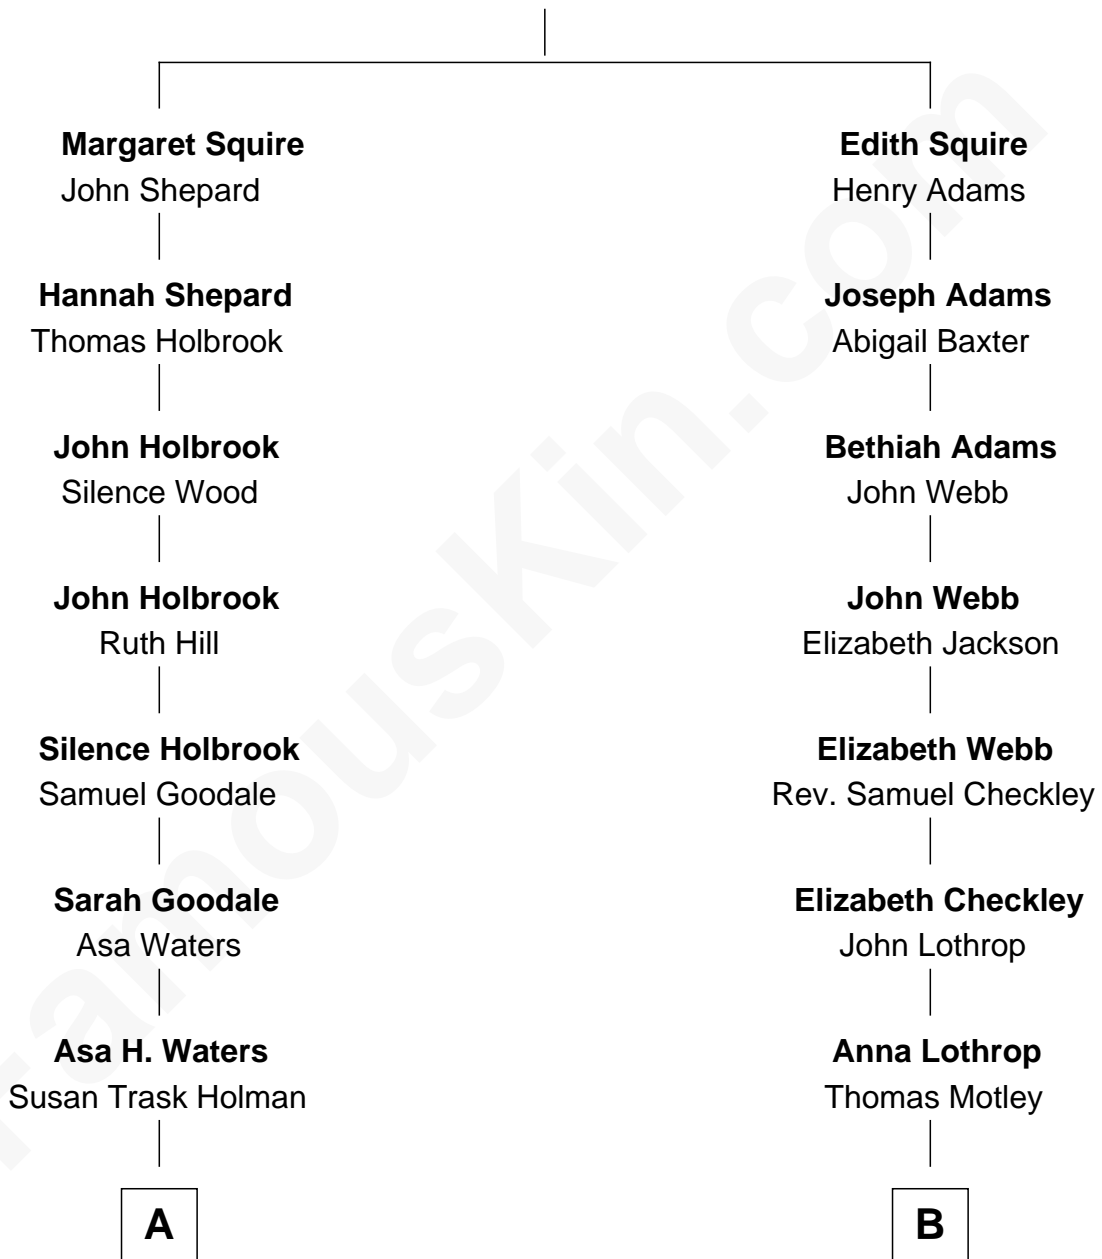 Margaret Squire
John Shepard
Edith Squire
Henry Adams
Hannah Shepard
Thomas Holbrook
Joseph Adams
Abigail Baxter
John Holbrook
Silence Wood
Bethiah Adams
John Webb
John Holbrook
Ruth Hill
John Webb
Elizabeth Jackson
Silence Holbrook
Samuel Goodale
Elizabeth Webb
Rev. Samuel Checkley
Sarah Goodale
Asa Waters
Elizabeth Checkley
John Lothrop
Asa H. Waters
Susan Trask Holman
Anna Lothrop
Thomas Motley
A
B
FamousKin.com